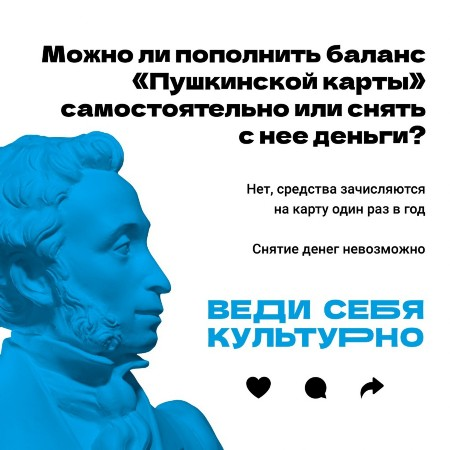 Можно ли пополнить баланс
«Пушкинской карты»
самостоятельно или снять
с нее деньги?
Нет, средства зачисляются
на карту один раз в год
Снятие денег невозможно
ВЕДИ СЕБЯ
КУЛЬТУРНО